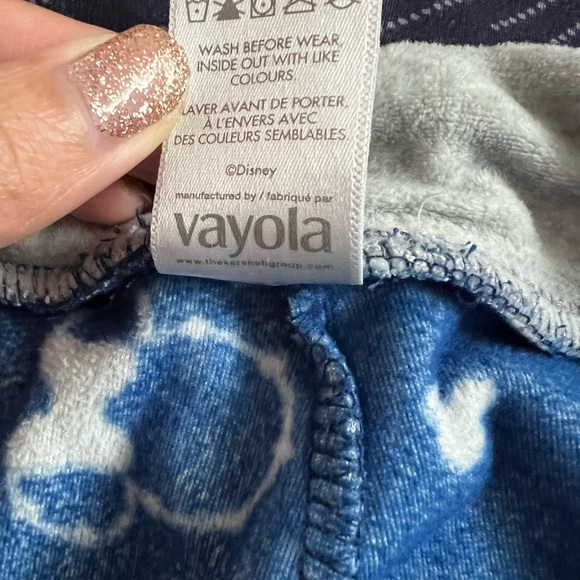 WASH BEFORE WEAR,
INSIDE OUT WITH LIKE
COLOURS.
LAVER AVANT DE PORTER,
À L'ENVERS AVEC
DES COULEURS SEMBLABLES.
©Disney
manufactured by / fabriqué par
vayola